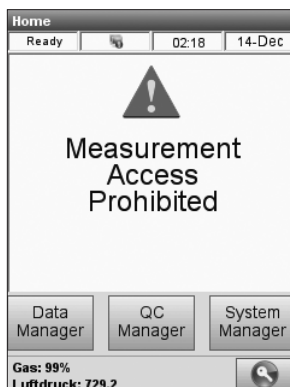 Home
Ready 02:18 14-Dec
Measurement
Access
Prohibited
Data QC System
Manager Manager Manager
Gas: 99%
Luftdruck: 729.2